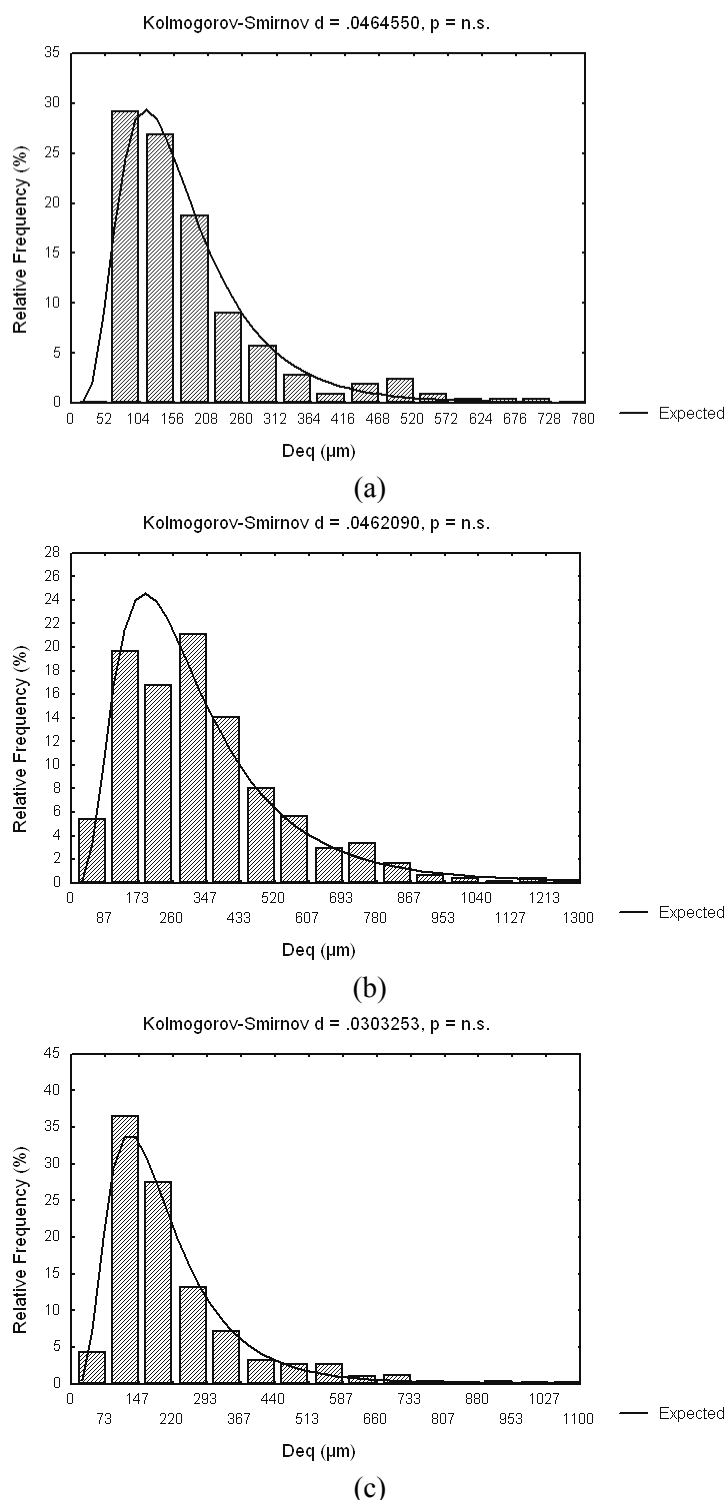 Kolmogorov-Smirnov d = .0464550, p = n.s.
35
30
25
20
15
10
5
0
Relative Frequency (%)
0 52 104 156 208 260 312 364 416 468 520 572 624 676 728 780
Expected
Deq (µm)
(a)
Kolmogorov-Smirnov d = .0462090, p = n.s.
28
26
24
22
20
18
16
14
12
10
8
6
4
2
0
Relative Frequency (%)
0 173 347 520 693 867 1040 1213
87 260 433 607 780 953 1127 1300
Expected
Deq (µm)
(b)
Kolmogorov-Smirnov d = .0303253, p = n.s.
45
40
35
30
25
20
15
10
5
0
Relative Frequency (%)
0 147 293 440 587 733 880 1027
73 220 367 513 660 807 953 1100
Expected
Deq (µm)
(c)